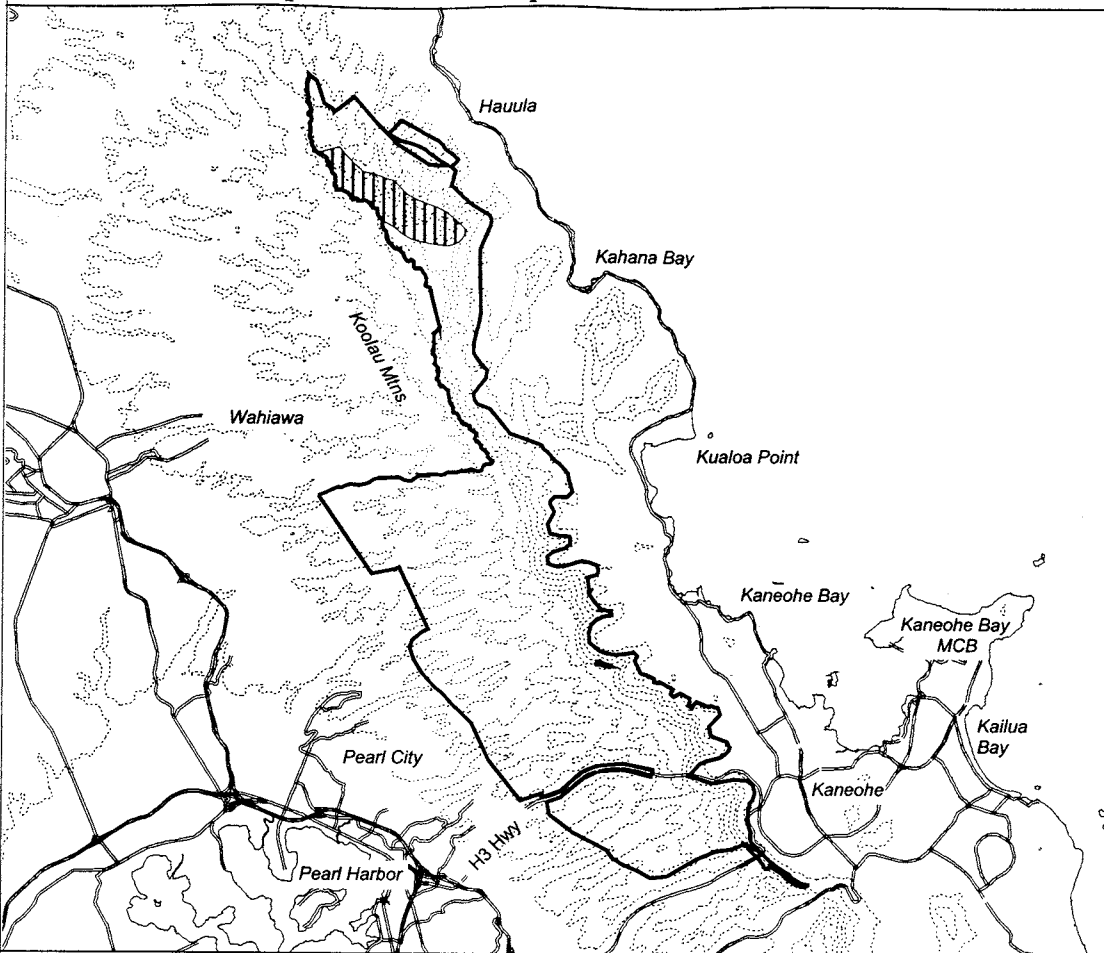 Hauula
Kahana Bay
Koolau Mtns
Wahiawa
Kualoa Point
Kaneohe Bay
Kaneohe Bay
MCB
Kailua
Bay
Pearl City
Kaneohe
H3 Hwy
Pearl Harbor